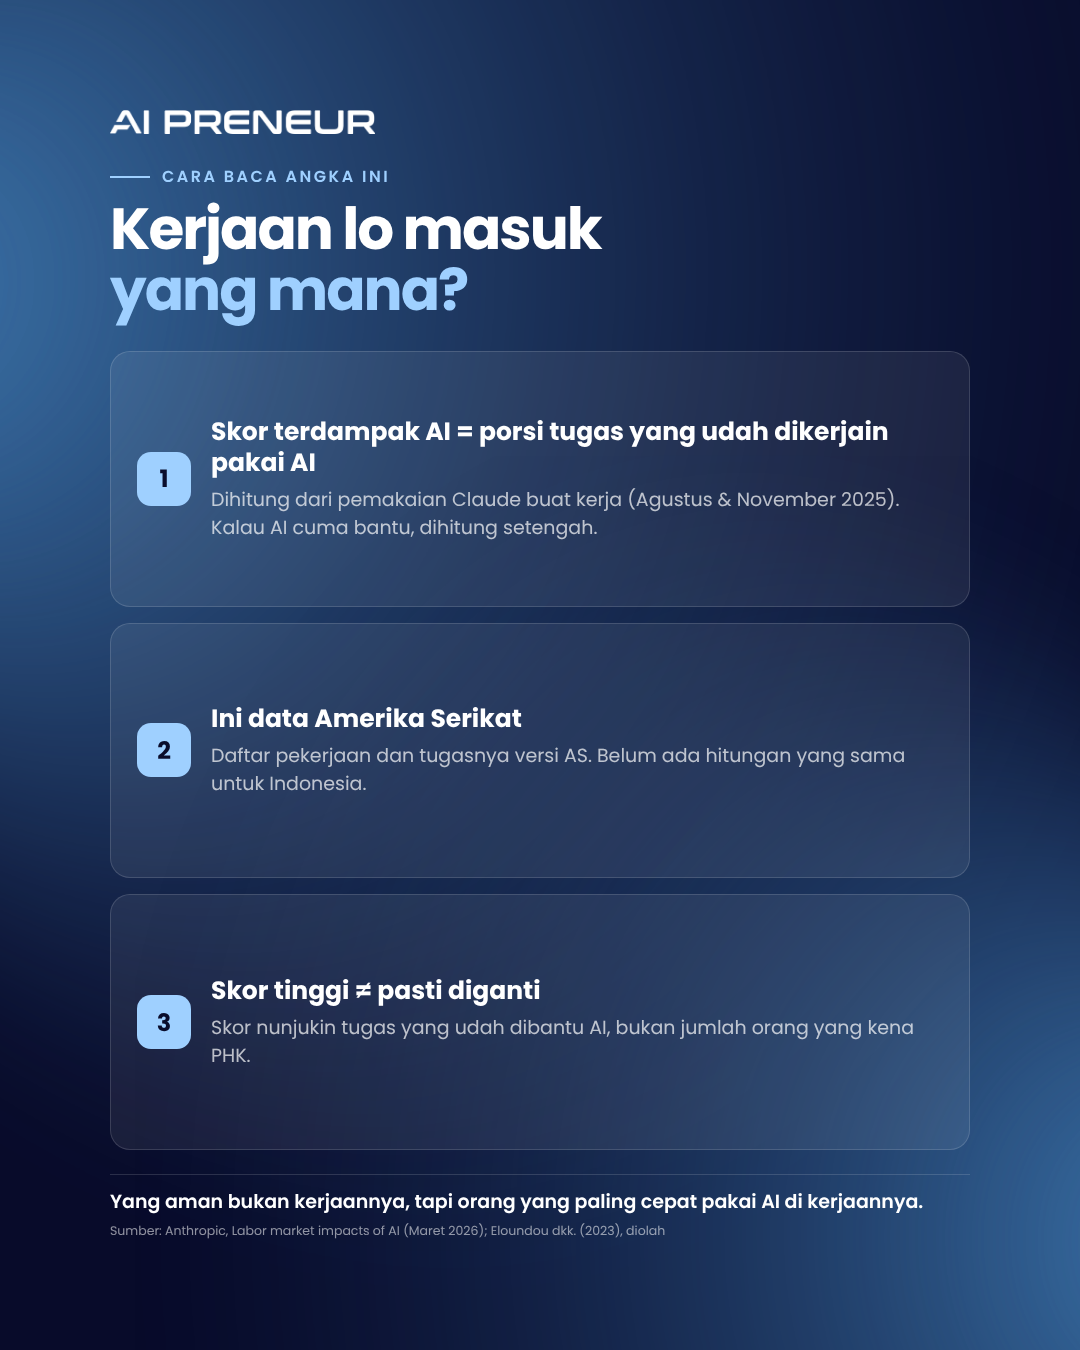 AI PRENEUR
CARA BACA ANGKA INI
Kerjaan lo masuk
yang mana?
1
Skor terdampak AI = porsi tugas yang udah dikerjain
pakai AI
Dihitung dari pemakaian Claude buat kerja (Agustus & November 2025).
Kalau AI cuma bantu, dihitung setengah.
2
Ini data Amerika Serikat
Daftar pekerjaan dan tugasnya versi AS. Belum ada hitungan yang sama
untuk Indonesia.
3
Skor tinggi ≠ pasti diganti
Skor nunjukin tugas yang udah dibantu AI, bukan jumlah orang yang kena
PHK.
Yang aman bukan kerjaannya, tapi orang yang paling cepat pakai AI di kerjaannya.
Sumber: Anthropic, Labor market impacts of AI (Maret 2026); Eloundou dkk. (2023), diolah